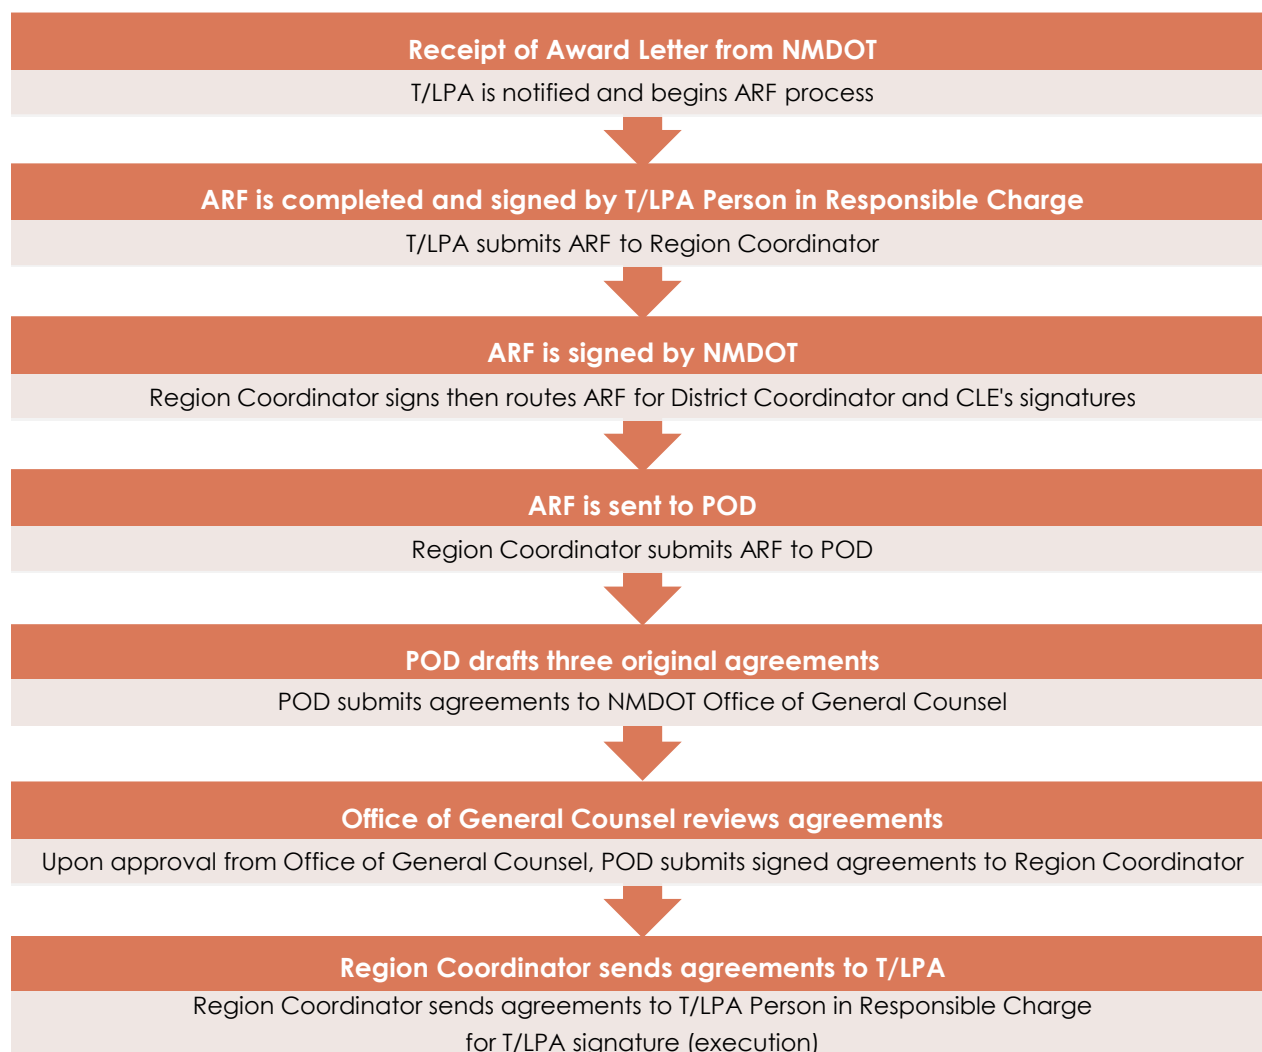 Receipt of Award Letter from NMDOT
T/LPA is notified and begins ARF process
ARF is completed and signed by T/LPA Person in Responsible Charge
T/LPA submits ARF to Region Coordinator
ARF is signed by NMDOT
Region Coordinator signs then routes ARF for District Coordinator and CLE's signatures
ARF is sent to POD
Region Coordinator submits ARF to POD
POD drafts three original agreements
POD submits agreements to NMDOT Office of General Counsel
Office of General Counsel reviews agreements
Upon approval from Office of General Counsel, POD submits signed agreements to Region Coordinator
Region Coordinator sends agreements to T/LPA
Region Coordinator sends agreements to T/LPA Person in Responsible Charge
for T/LPA signature (execution)